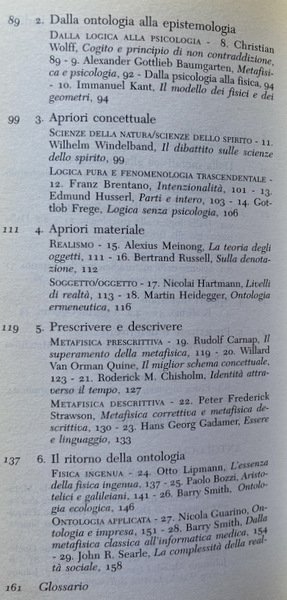 89 2. Dalla ontologia alla epistemologia
DALLA LOGICA ALLA PSICOLOGIA - 8. Christian
Wolff, Cogito e principio di non contraddizione,
89 - 9. Alexander Gottlieb Baumgarten, Metafisi-
ca e psicologia, 92 - Dalla psicologia alla fisica, 94
- 10. Immanuel Kant, Il modello dei fisici e dei
geometri, 94
99 3. Apriori concettuale
SCIENZE DELLA NATURA/SCIENZE DELLO SPIRITO - 11.
Wilhelm Windelband, Il dibattito sulle scienze
dello spirito, 99
LOGICA PURA E FENOMENOLOGIA TRASCENDENTALE -
12. Franz Brentano, Intenzionalità, 101 - 13.
Edmund Husserl, Parti e intero, 103 - 14. Got-
tlob Frege, Logica senza psicologia, 106
111 4. Apriori materiale
REALISMO - 15. Alexius Meinong, La teoria degli
oggetti, 111 - 16. Bertrand Russell, Sulla denota-
zione, 112
SOGGETTO/OGGETTO - 17. Nicolai Hartmann, Livelli
di realtà, 113 - 18. Martin Heidegger, Ontologia
ermeneutica, 116
119 5. Prescrivere e descrivere
METAFISICA PRESCRITTIVA - 19. Rudolf Carnap, Il
superamento della metafisica, 119 - 20. Willard
Van Orman Quine, Il miglior schema concettuale,
123 - 21. Roderick M. Chisholm, Identità attra-
verso il tempo, 127
METAFISICA DESCRITTIVA - 22. Peter Frederick
Strawson, Metafisica correttiva e metafisica de-
scrittiva, 130 - 23. Hans Georg Gadamer, Essere
e linguaggio, 133
137 6. Il ritorno della ontologia
FISICA INGENUA - 24. Otto Lipmann, L'essenza
della fisica ingenua, 137 - 25. Paolo Bozzi, Aristo-
telici e galileiani, 141 - 26. Barry Smith, Ontolo-
gia ecologica, 146
ONTOLOGIA APPLICATA - 27. Nicola Guarino, On-
tologia e impresa, 151 - 28. Barry Smith, Dalla
metafisica classica all'informatica medica, 154
- 29. John R. Searle, La complessità della real-
tà sociale, 158
161 Glossario